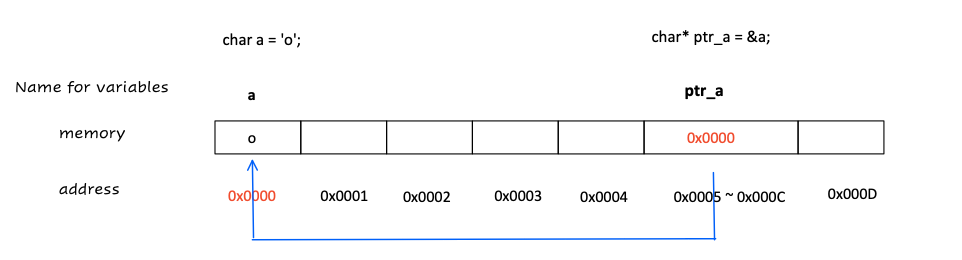 char a = 'o'; char* ptr_a = &a;
Name for variables a ptr_a
memory o 0x0000
address 0x0000 0x0001 0x0002 0x0003 0x0004 0x0005 ~ 0x000C 0x000D